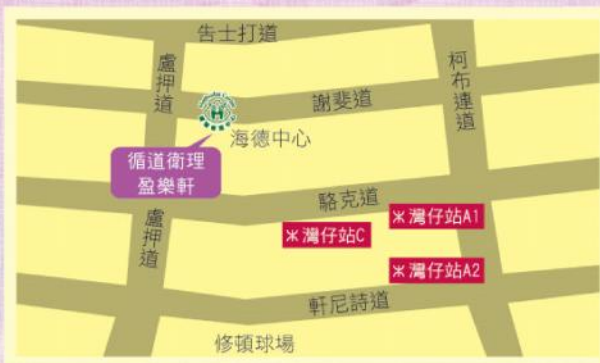 告士打道
盧押道
柯布連道
謝斐道
海德中心
循道衛理
盈樂軒
駱克道
盧押道
灣仔站A1
灣仔站C
灣仔站A2
軒尼詩道
修頓球場